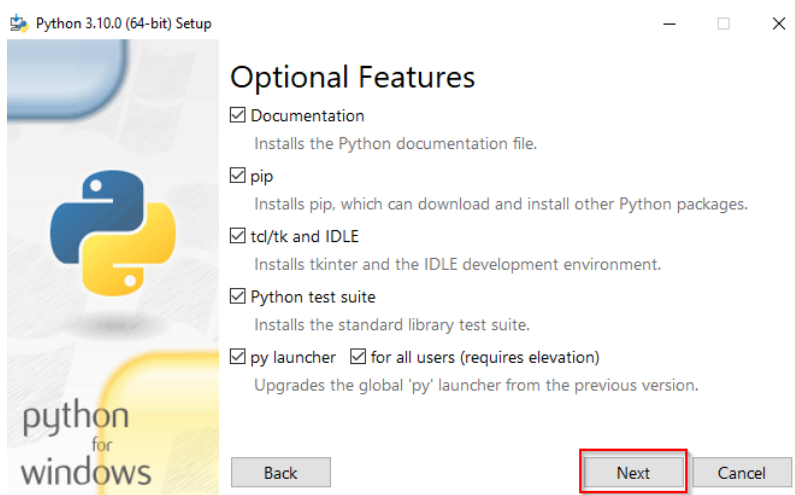 Python 3.10.0 (64-bit) Setup
Optional Features
Documentation
Installs the Python documentation file.
pip
Installs pip, which can download and install other Python packages.
tcl/tk and IDLE
Installs tkinter and the IDLE development environment.
Python test suite
Installs the standard library test suite.
py launcher for all users (requires elevation)
Upgrades the global 'py' launcher from the previous version.
python
for
windows
Back Next Cancel